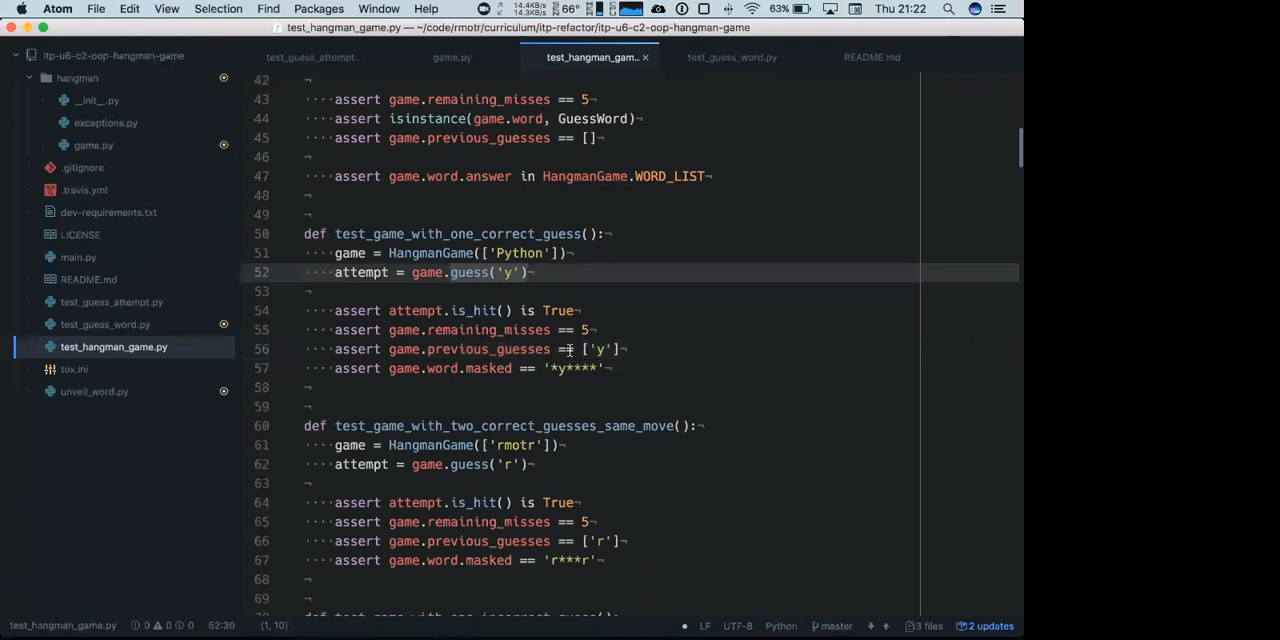 Atom File Edit View Selection Find Packages Window Help 14.4K/s 14.3K/s 66° 63% Thu 21:22
test_hangman_game.py — ~/code/rmotr/curriculum/itp-refactor/itp-u6-c2-oop-hangman-game
itp-u6-c2-oop-hangman-game
hangman
__init__.py
exceptions.py
game.py
.gitignore
.travis.yml
dev-requirements.txt
LICENSE
main.py
README.md
test_guess_attempt.py
test_guess_word.py
test_hangman_game.py
tox.ini
unveil_word.py
test_guess_attempt.. game.py test_hangman_gam.. × test_guess_word.py README.md
42 ¬
43 ····assert game.remaining_misses == 5¬
44 ····assert isinstance(game.word, GuessWord)
45 ····assert game.previous_guesses == []
46 ¬
47 ····assert game.word.answer in HangmanGame.WORD_LIST¬
48 ¬
49 ¬
50 def test_game_with_one_correct_guess():¬
51 ····game = HangmanGame(['Python'])¬
52 ····attempt = game.guess('y')¬
53 ¬
54 ····assert attempt.is_hit() is True¬
55 ····assert game.remaining_misses == 5¬
56 ····assert game.previous_guesses == ['y']¬
57 ····assert game.word.masked == '*y****'¬
58 ¬
59 ¬
60 def test_game_with_two_correct_guesses_same_move():¬
61 ····game = HangmanGame(['rmotr'])¬
62 ····attempt = game.guess('r')¬
63 ¬
64 ····assert attempt.is_hit() is True¬
65 ····assert game.remaining_misses == 5¬
66 ····assert game.previous_guesses == ['r']¬
67 ····assert game.word.masked == 'r***r'¬
68 ¬
69 ¬
test_hangman_game.py 0 0 0 52:30 (1, 10) LF UTF-8 Python master 3 files 2 updates